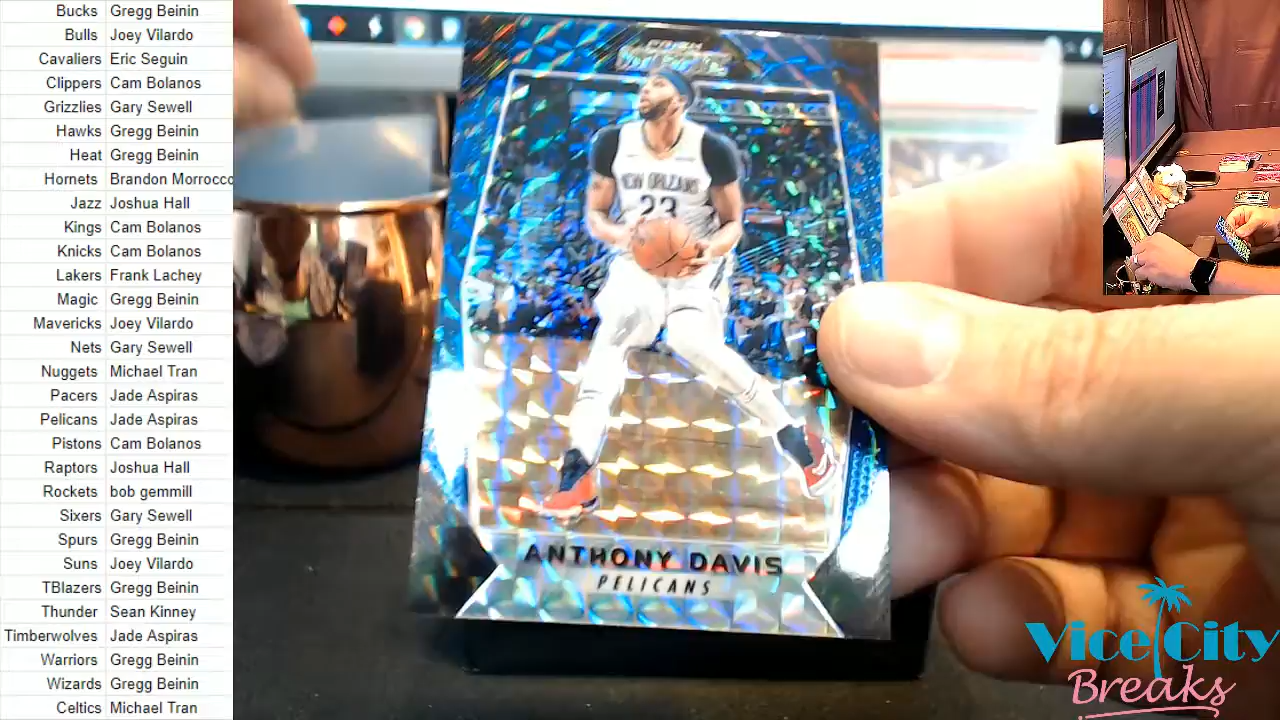 Bucks Gregg Beinin
Bulls Joey Vilardo
Cavaliers Eric Seguin
Clippers Cam Bolanos
Grizzlies Gary Sewell
Hawks Gregg Beinin
Heat Gregg Beinin
Hornets Brandon Morrocco
Jazz Joshua Hall
Kings Cam Bolanos
Knicks Cam Bolanos
Lakers Frank Lachey
Magic Gregg Beinin
Mavericks Joey Vilardo
Nets Gary Sewell
Nuggets Michael Tran
Pacers Jade Aspiras
Pelicans Jade Aspiras
Pistons Cam Bolanos
Raptors Joshua Hall
Rockets bob gemmill
Sixers Gary Sewell
Spurs Gregg Beinin
Suns Joey Vilardo
TBlazers Gregg Beinin
Thunder Sean Kinney
Timberwolves Jade Aspiras
Warriors Gregg Beinin
Wizards Gregg Beinin
Celtics Michael Tran
PRIZM
NEW ORLEANS
23
ANTHONY DAVIS
PELICANS
Vice City
Breaks